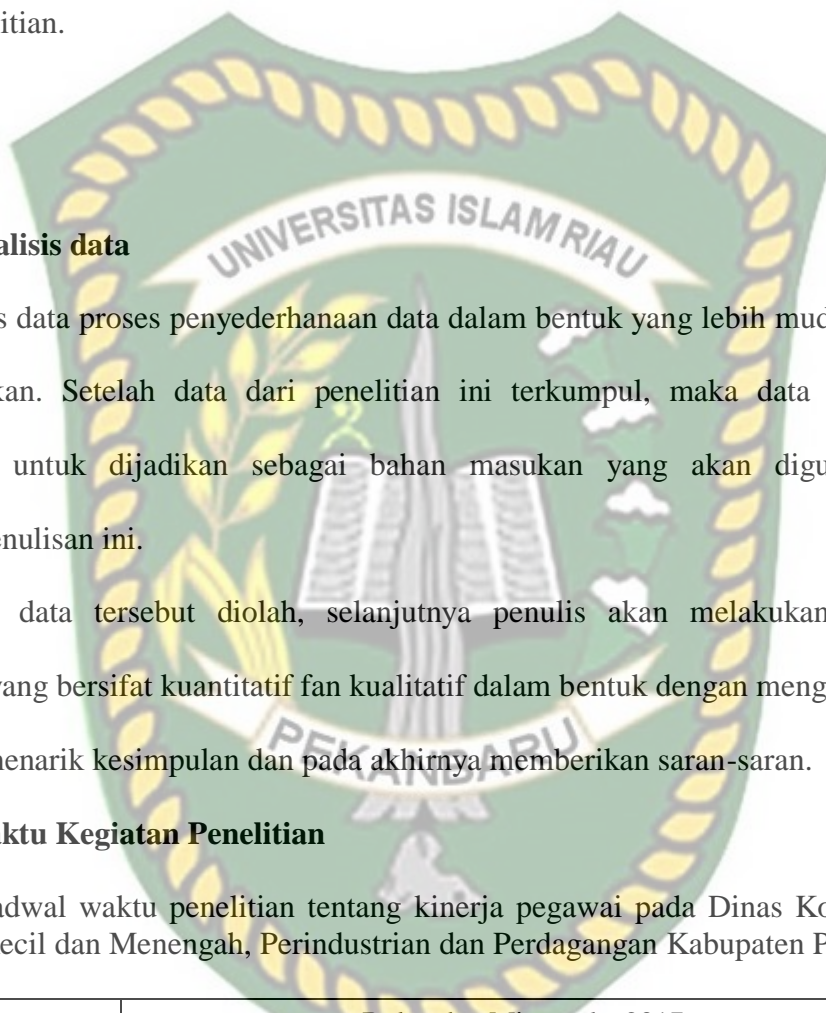 itian.
UNIVERSITAS ISLAM RIAU
alisis data
s data proses penyederhanaan data dalam bentuk yang lebih mud
kan. Setelah data dari penelitian ini terkumpul, maka data
untuk dijadikan sebagai bahan masukan yang akan digu
enulisan ini.
data tersebut diolah, selanjutnya penulis akan melakukan
yang bersifat kuantitatif fan kualitatif dalam bentuk dengan meng
enarik kesimpulan dan pada akhirnya memberikan saran-saran.
PEKANBARU
ktu Kegiatan Penelitian
adwal waktu penelitian tentang kinerja pegawai pada Dinas Ko
ecil dan Menengah, Perindustrian dan Perdagangan Kabupaten P